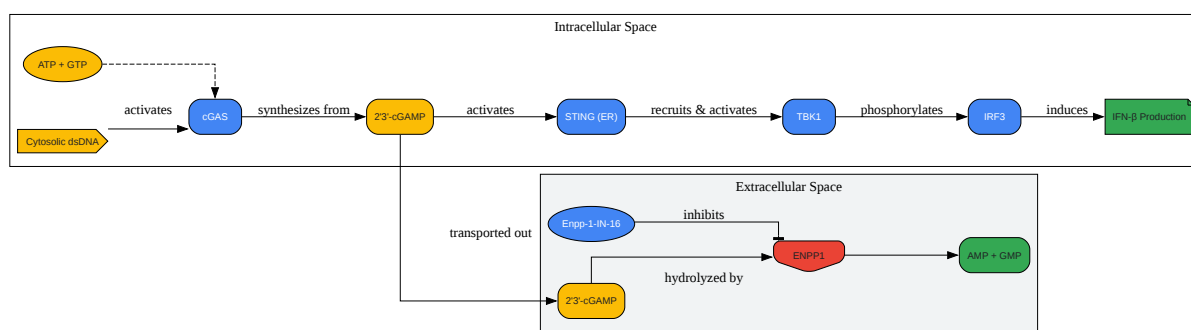 Intracellular Space
ATP + GTP
activates
cGAS
synthesizes from
2'3'-cGAMP
activates
STING (ER)
recruits & activates
TBK1
phosphorylates
IRF3
induces
IFN-β Production
Cytosolic dsDNA
Extracellular Space
transported out
Enpp-1-IN-16
inhibits
ENPP1
AMP + GMP
hydrolyzed by
2'3'-cGAMP